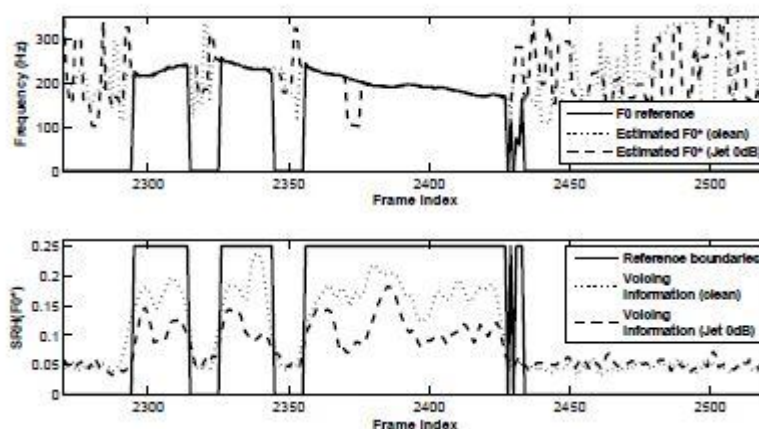 Frequency (Hz)
300
200
100
0
F0 reference
Estimated F0* (clean)
Estimated F0* (Jet 0dB)
2300
2350
2400
2450
2500
Frame Index
SRH(F0*)
0.25
0.2
0.15
0.1
0.05
0
Reference boundaries
Voicing
Information (clean)
Voicing
Information (Jet 0dB)
2300
2350
2400
2450
2500
Frame Index